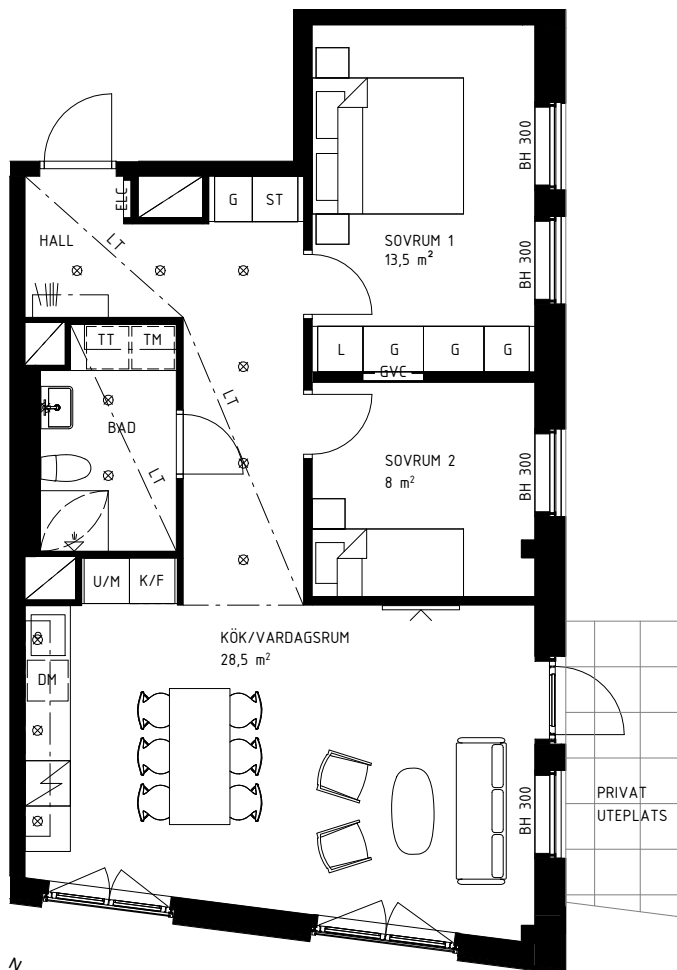 BH 300
ELC
G
ST
HALL
LT
SOVRUM 1
13,5 m²
BH 300
TT
TM
L
G
G
G
GVC
LT
BAD
SOVRUM 2
8 m²
BH 300
LT
U/M
K/F
KÖK/VARDAGSRUM
28,5 m²
DM
BH 300
PRIVAT
UTEPLATS
N